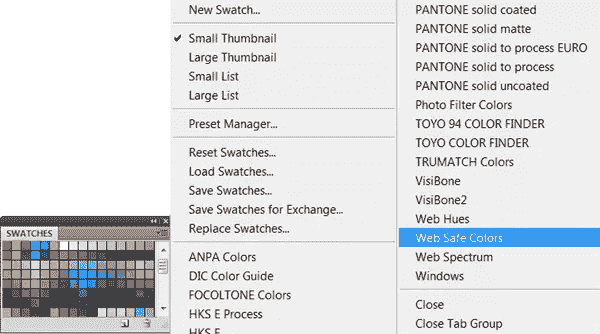 New Swatch...
Small Thumbnail
Large Thumbnail
Small List
Large List
Preset Manager...
Reset Swatches...
Load Swatches...
Save Swatches...
Save Swatches for Exchange...
Replace Swatches...
ANPA Colors
DIC Color Guide
FOCOLTONE Colors
HKS E Process
HKS E
PANTONE solid coated
PANTONE solid matte
PANTONE solid to process EURO
PANTONE solid to process
PANTONE solid uncoated
Photo Filter Colors
TOYO 94 COLOR FINDER
TOYO COLOR FINDER
TRUMATCH Colors
VisiBone
VisiBone2
Web Hues
Web Safe Colors
Web Spectrum
Windows
Close
Close Tab Group
SWATCHES